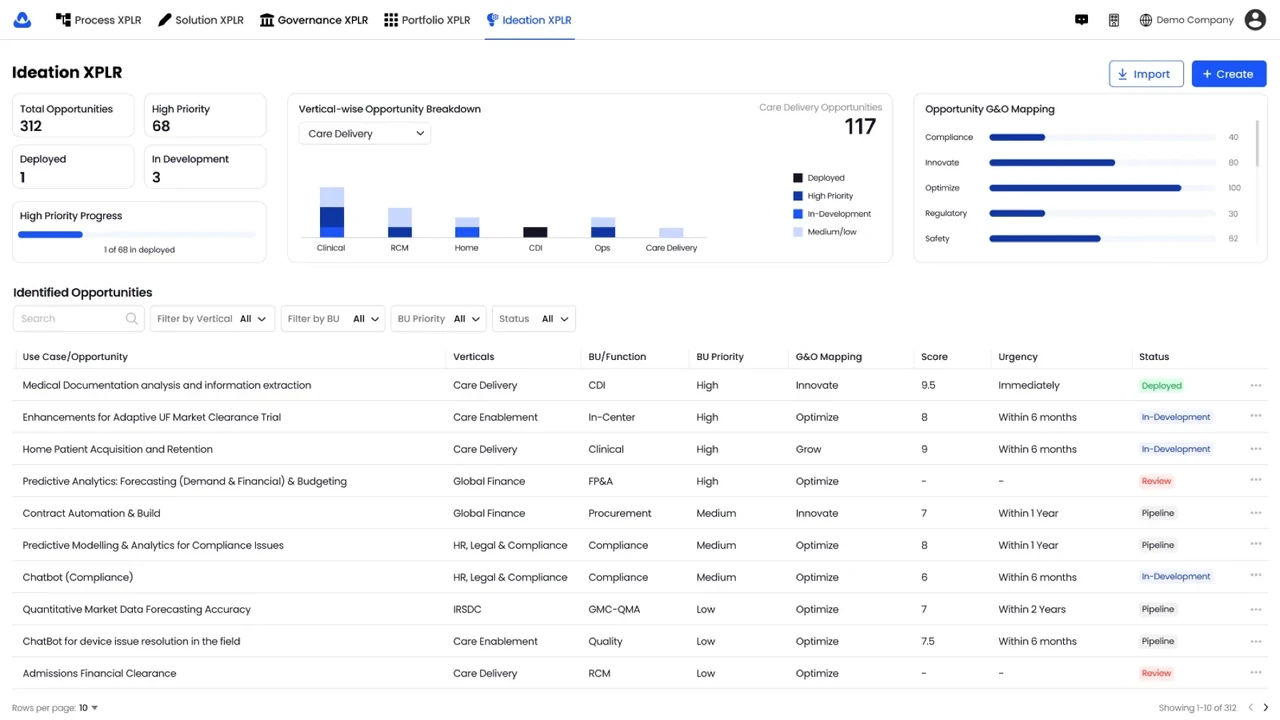 Process XPLR Solution XPLR Governance XPLR Portfolio XPLR Ideation XPLR Demo Company
Ideation XPLR
Import + Create
Total Opportunities
312
High Priority
68
Deployed
1
In Development
3
High Priority Progress
1 of 68 in deployed
Vertical-wise Opportunity Breakdown
Care Delivery
Care Delivery Opportunities
117
Deployed
High Priority
In-Development
Medium/low
Clinical RCM Home CDI Ops Care Delivery
Opportunity G&O Mapping
Compliance 40
Innovate 80
Optimize 100
Regulatory 30
Safety 62
Identified Opportunities
Search Filter by Vertical All Filter by BU All BU Priority All Status All
Use Case/Opportunity Verticals BU/Function BU Priority G&O Mapping Score Urgency Status
Medical Documentation analysis and information extraction Care Delivery CDI High Innovate 9.5 Immediately Deployed
Enhancements for Adaptive UF Market Clearance Trial Care Enablement In-Center High Optimize 8 Within 6 months In-Development
Home Patient Acquisition and Retention Care Delivery Clinical High Grow 9 Within 6 months In-Development
Predictive Analytics: Forecasting (Demand & Financial) & Budgeting Global Finance FP&A High Optimize - - Review
Contract Automation & Build Global Finance Procurement Medium Innovate 7 Within 1 Year Pipeline
Predictive Modelling & Analytics for Compliance Issues HR, Legal & Compliance Compliance Medium Optimize 8 Within 1 Year Pipeline
Chatbot (Compliance) HR, Legal & Compliance Compliance Medium Optimize 6 Within 6 months In-Development
Quantitative Market Data Forecasting Accuracy IRSDC GMC-QMA Low Optimize 7 Within 2 Years Pipeline
ChatBot for device issue resolution in the field Care Enablement Quality Low Optimize 7.5 Within 6 months Pipeline
Admissions Financial Clearance Care Delivery RCM Low Optimize - - Review
Rows per page: 10 Showing 1-10 of 312